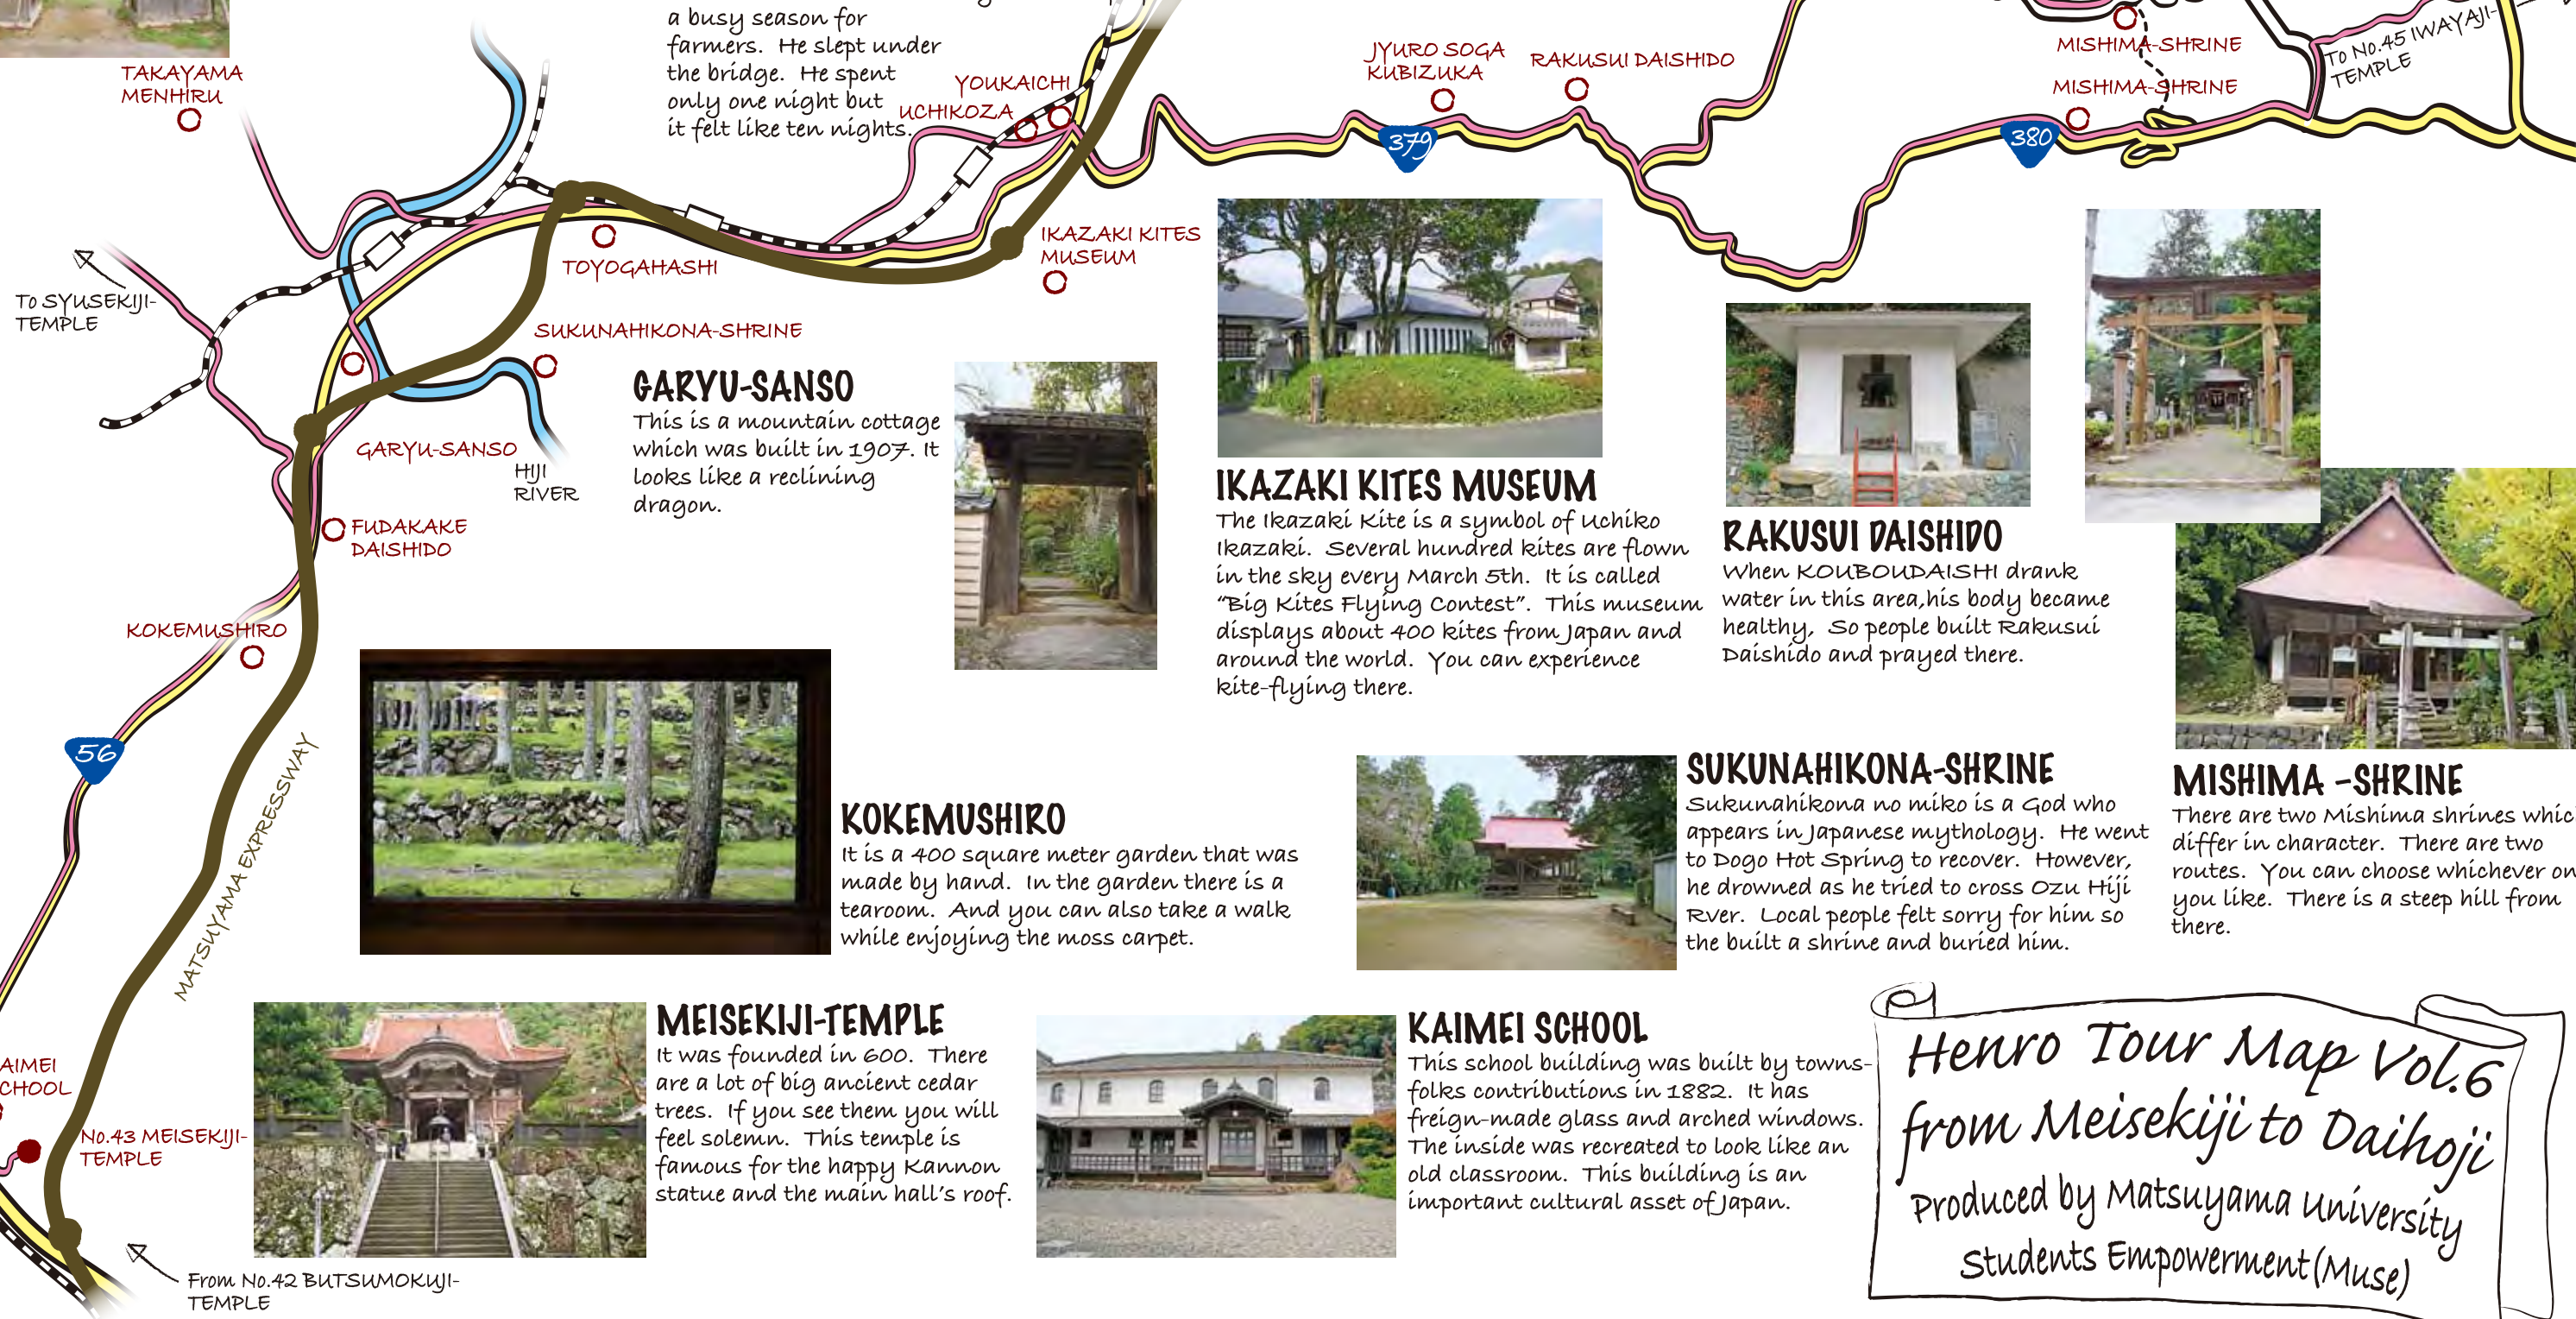 a busy season for
farmers. He slept under
the bridge. He spent
only one night but
it felt like ten nights.
TAKAYAMA
MENHIRU
YOUKAICHI
UCHIKOZA
JYURO SOGA
KUBIZUKA
RAKUSUI DAISHIDO
MISHIMA-SHRINE
MISHIMA-SHRINE
To No.45 IWAYAJI-
TEMPLE
379
380
IKAZAKI KITES
MUSEUM
TOYOGAHASHI
To SYUSEKIJI-
TEMPLE
SUKUNAHIKONA-SHRINE
GARYU-SANSO
HIJI
RIVER
FUDAKAKE
DAISHIDO
KOKEMUSHIRO
56
MATSUYAMA EXPRESSWAY
AIMEI
CHOOL
No.43 MEISEKIJI-
TEMPLE
From No.42 BUTSUMOKUJI-
TEMPLE
GARYU-SANSO
This is a mountain cottage
which was built in 1907. It
looks like a reclining
dragon.
IKAZAKI KITES MUSEUM
The Ikazaki Kite is a symbol of Uchiko
Ikazaki. Several hundred kites are flown
in the sky every March 5th. It is called
“Big Kites Flying Contest”. This museum
displays about 400 kites from Japan and
around the world. You can experience
kite-flying there.
RAKUSUI DAISHIDO
When KOUBOUDAISHI drank
water in this area,his body became
healthy, So people built Rakusui
Daishido and prayed there.
KOKEMUSHIRO
It is a 400 square meter garden that was
made by hand. In the garden there is a
tearoom. And you can also take a walk
while enjoying the moss carpet.
SUKUNAHIKONA-SHRINE
Sukunahikona no miko is a God who
appears in Japanese mythology. He went
to Dogo Hot Spring to recover. However,
he drowned as he tried to cross Ozu Hiji
Rver. Local people felt sorry for him so
the built a shrine and buried him.
MISHIMA -SHRINE
There are two Mishima shrines whic
differ in character. There are two
routes. You can choose whichever on
you like. There is a steep hill from
there.
MEISEKIJI-TEMPLE
It was founded in 600. There
are a lot of big ancient cedar
trees. If you see them you will
feel solemn. This temple is
famous for the happy Kannon
statue and the main hall's roof.
KAIMEI SCHOOL
This school building was built by towns-
folks contributions in 1882. It has
freign-made glass and arched windows.
The inside was recreated to look like an
old classroom. This building is an
important cultural asset of Japan.
Henro Tour Map Vol.6
from Meisekiji to Daihoji
Produced by Matsuyama University
Students Empowerment(Muse)